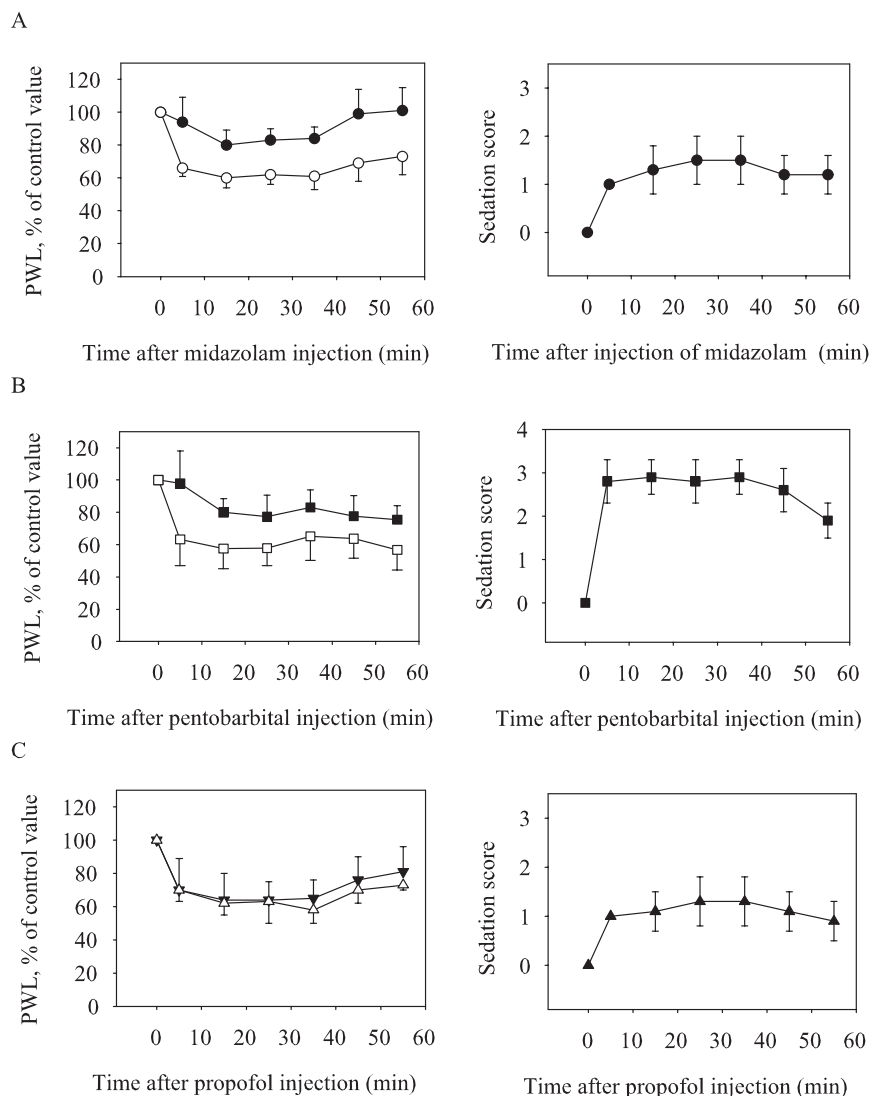 A
PWL, % of control value
120
100
80
60
40
20
0
0 10 20 30 40 50 60
Time after midazolam injection (min)
Sedation score
3
2
1
0
0 10 20 30 40 50 60
Time after injection of midazolam (min)
B
PWL, % of control value
120
100
80
60
40
20
0
0 10 20 30 40 50 60
Time after pentobarbital injection (min)
Sedation score
4
3
2
1
0
0 10 20 30 40 50 60
Time after pentobarbital injection (min)
C
PWL, % of control value
120
100
80
60
40
20
0
0 10 20 30 40 50 60
Time after propofol injection (min)
Sedation score
3
2
1
0
0 10 20 30 40 50 60
Time after propofol injection (min)